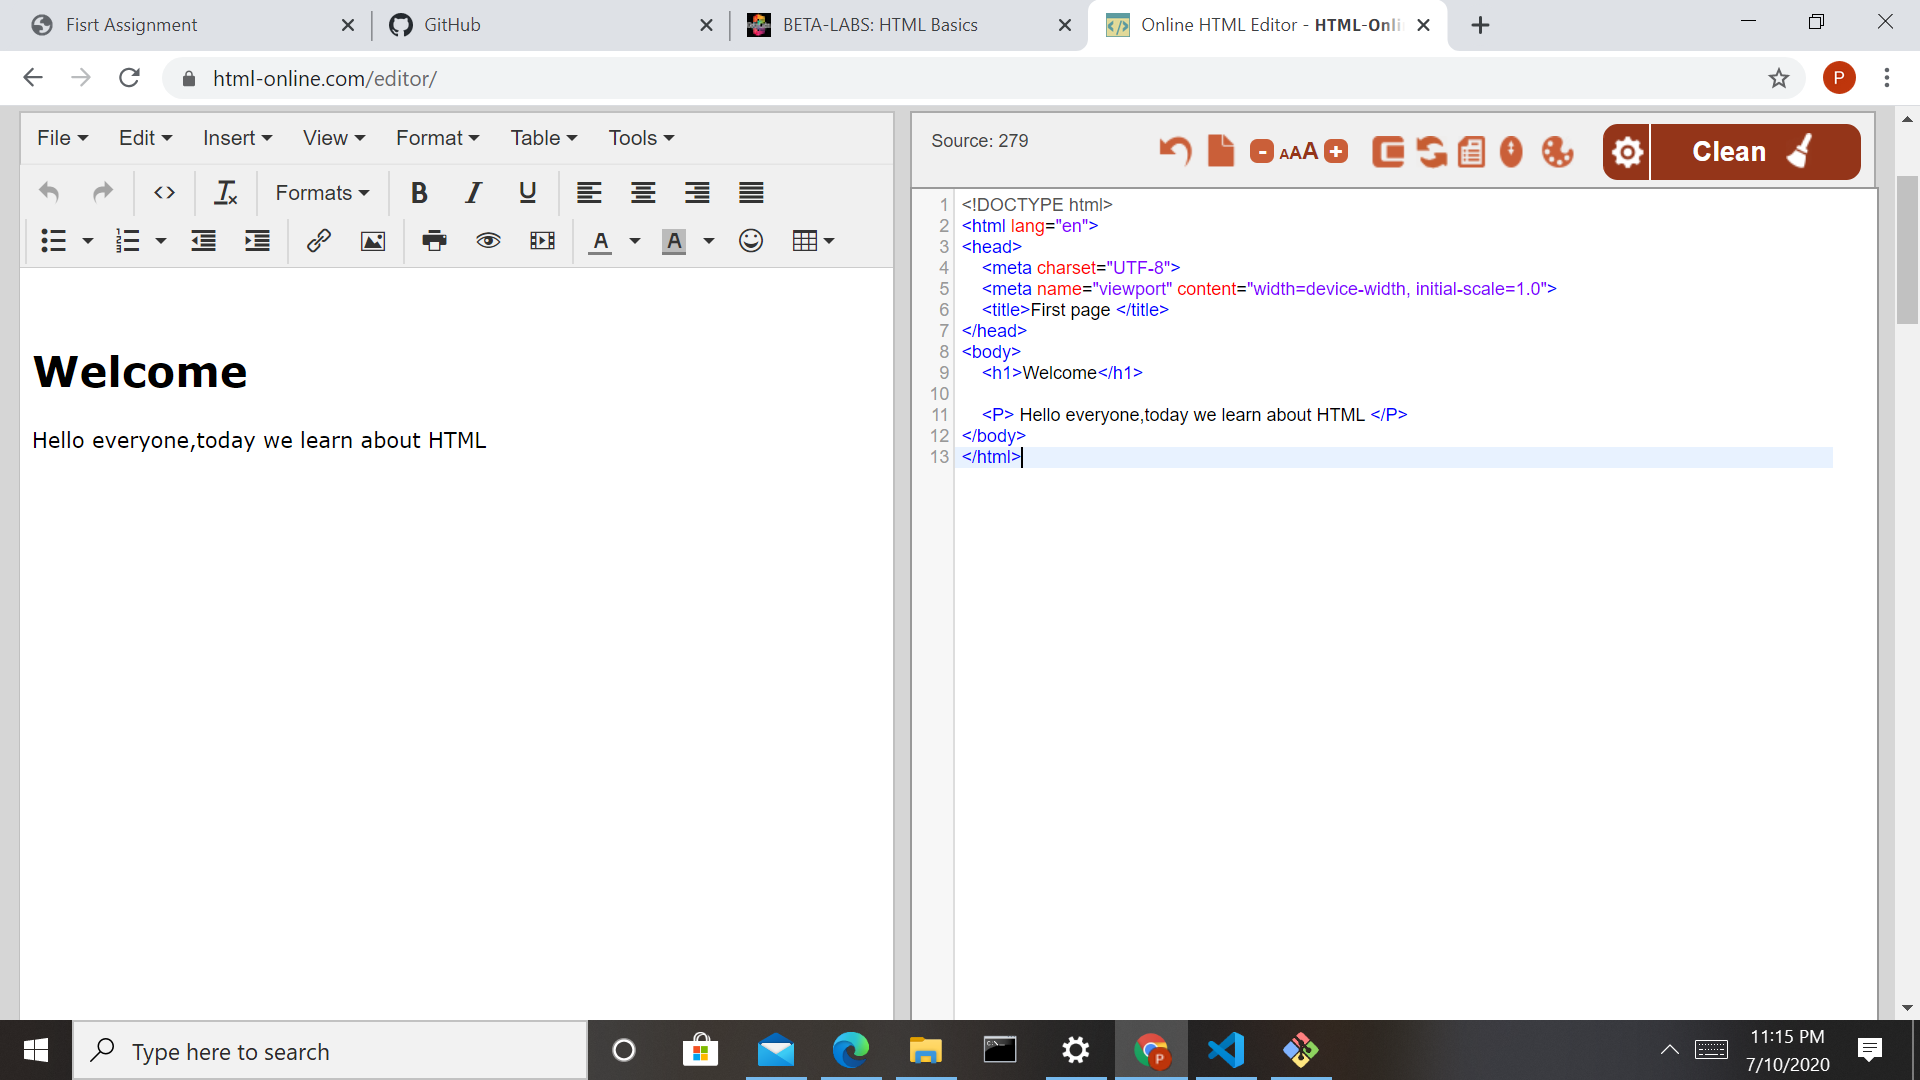 Fisrt Assignment
GitHub
BETA-LABS: HTML Basics
Online HTML Editor - HTML-Onli
html-online.com/editor/
P
File Edit Insert View Format Table Tools
Formats B I U
A A
Welcome
Hello everyone,today we learn about HTML
Source: 279
- AAA +
Clean
1 <!DOCTYPE html>
2 <html lang="en">
3 <head>
4 <meta charset="UTF-8">
5 <meta name="viewport" content="width=device-width, initial-scale=1.0">
6 <title>First page </title>
7 </head>
8 <body>
9 <h1>Welcome</h1>
10
11 <P> Hello everyone,today we learn about HTML </P>
12 </body>
13 </html>
Type here to search
P
11:15 PM
7/10/2020